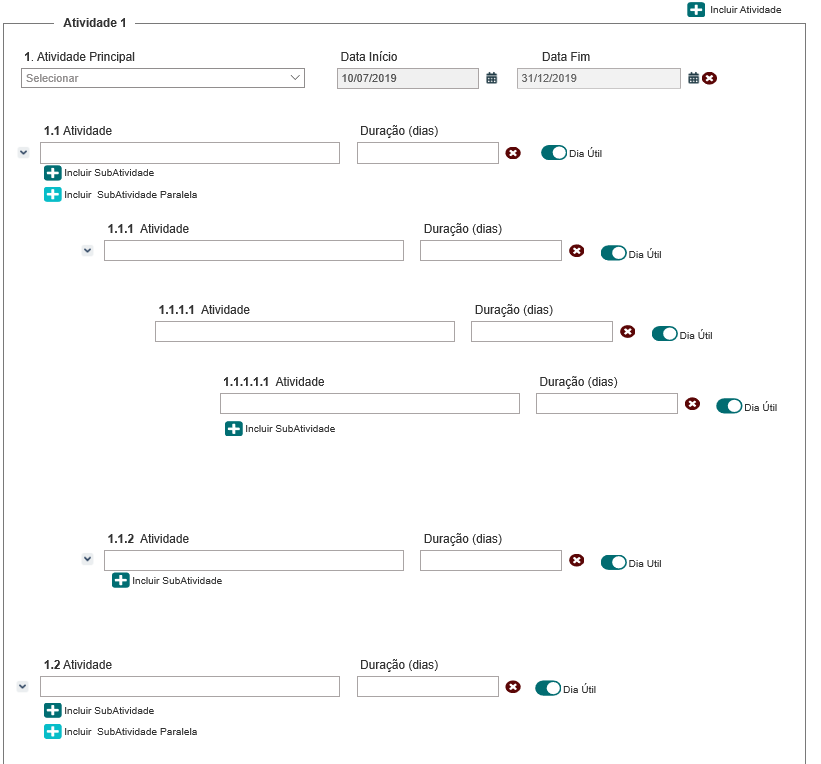 Incluir Atividade
Atividade 1
1. Atividade Principal Data Início Data Fim
Selecionar 10/07/2019 31/12/2019
1.1 Atividade Duração (dias)
Dia Útil
Incluir SubAtividade
Incluir SubAtividade Paralela
1.1.1 Atividade Duração (dias)
Dia Útil
1.1.1.1 Atividade Duração (dias)
Dia Útil
1.1.1.1.1 Atividade Duração (dias)
Dia Útil
Incluir SubAtividade
1.1.2 Atividade Duração (dias)
Dia Util
Incluir SubAtividade
1.2 Atividade Duração (dias)
Dia Útil
Incluir SubAtividade
Incluir SubAtividade Paralela